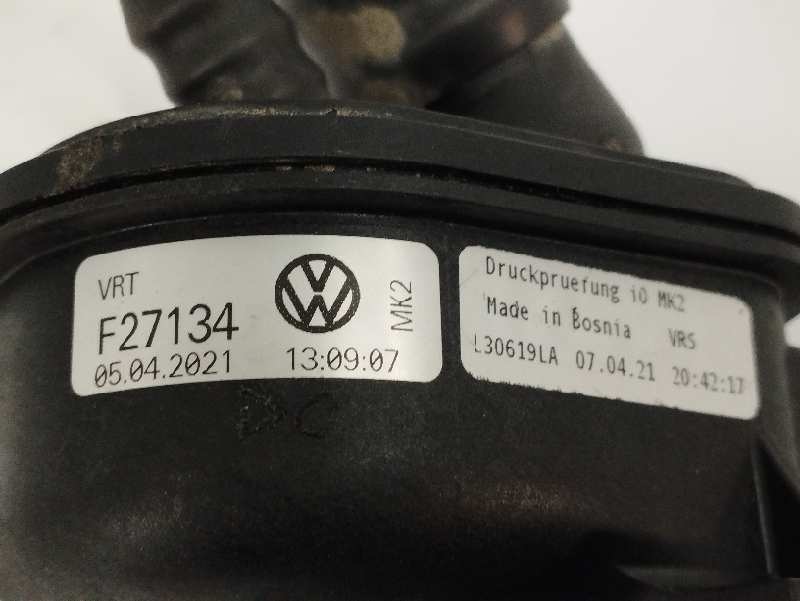 VRT
F27134
05.04.2021 13:09:07
MK2
Druckpruefung iO MK2
Made in Bosnia VRS
L30619LA 07.04.21 20:42:17